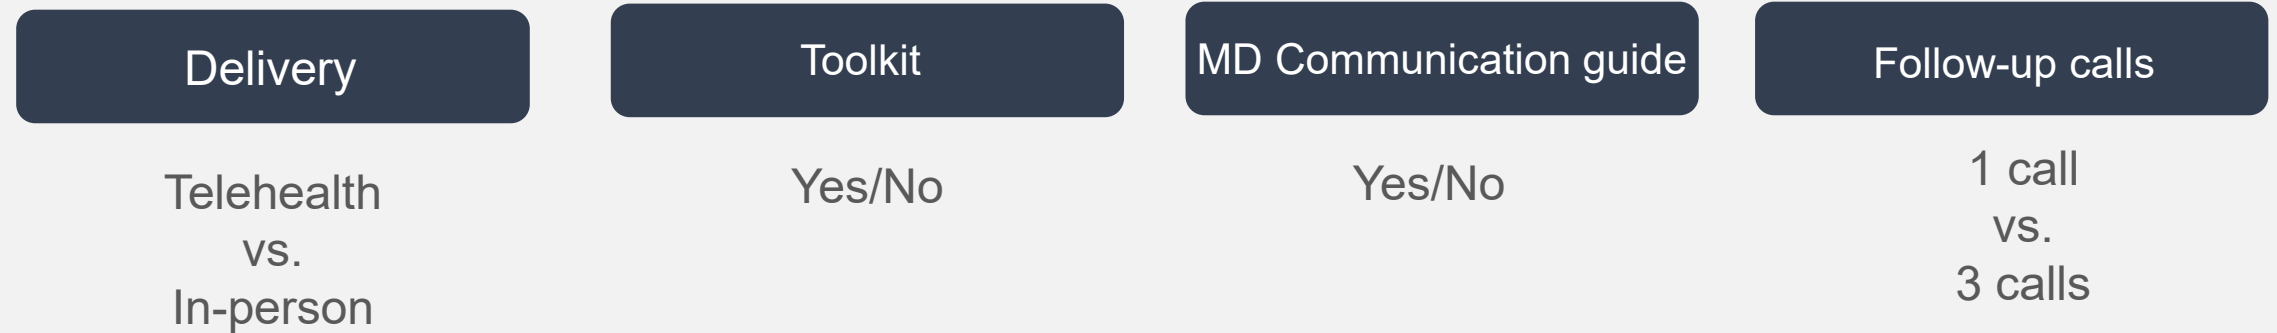 Delivery
Telehealth
vs.
In-person
Toolkit
Yes/No
MD Communication guide
Yes/No
Follow-up calls
1 call
vs.
3 calls